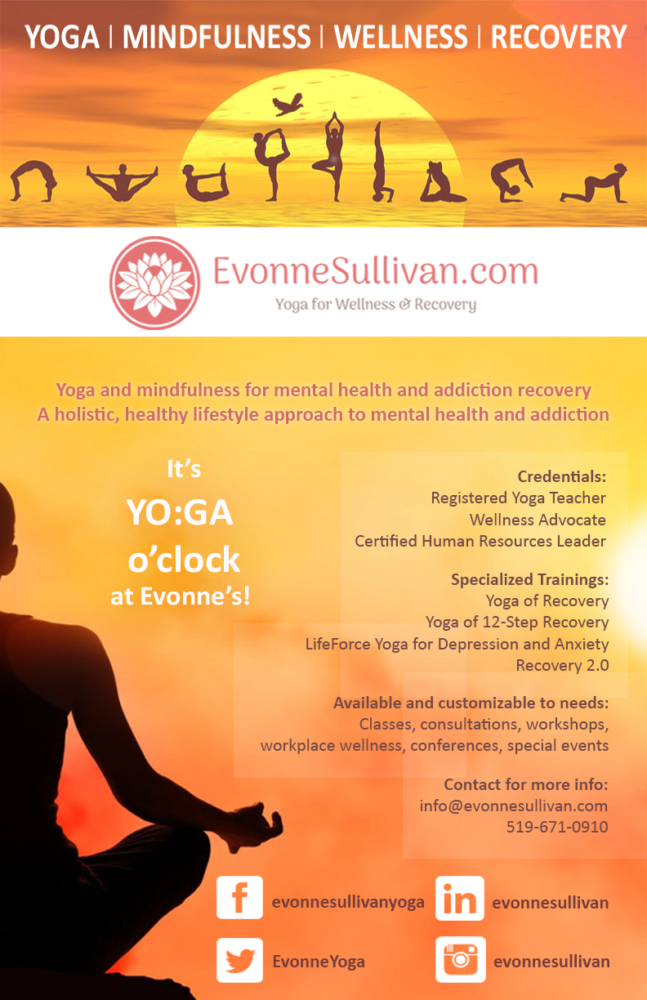 YOGA | MINDFULNESS | WELLNESS | RECOVERY
EvonneSullivan.com
Yoga for Wellness & Recovery
Yoga and mindfulness for mental health and addiction recovery
A holistic, healthy lifestyle approach to mental health and addiction
It's
YO:GA
o'clock
at Evonne's!
Credentials:
Registered Yoga Teacher
Wellness Advocate
Certified Human Resources Leader
Specialized Trainings:
Yoga of Recovery
Yoga of 12-Step Recovery
LifeForce Yoga for Depression and Anxiety
Recovery 2.0
Available and customizable to needs:
Classes, consultations, workshops,
workplace wellness, conferences, special events
Contact for more info:
info@evonnesullivan.com
519-671-0910
f evonnesullivanyoga
in evonnesullivan
EvonneYoga
evonnesullivan